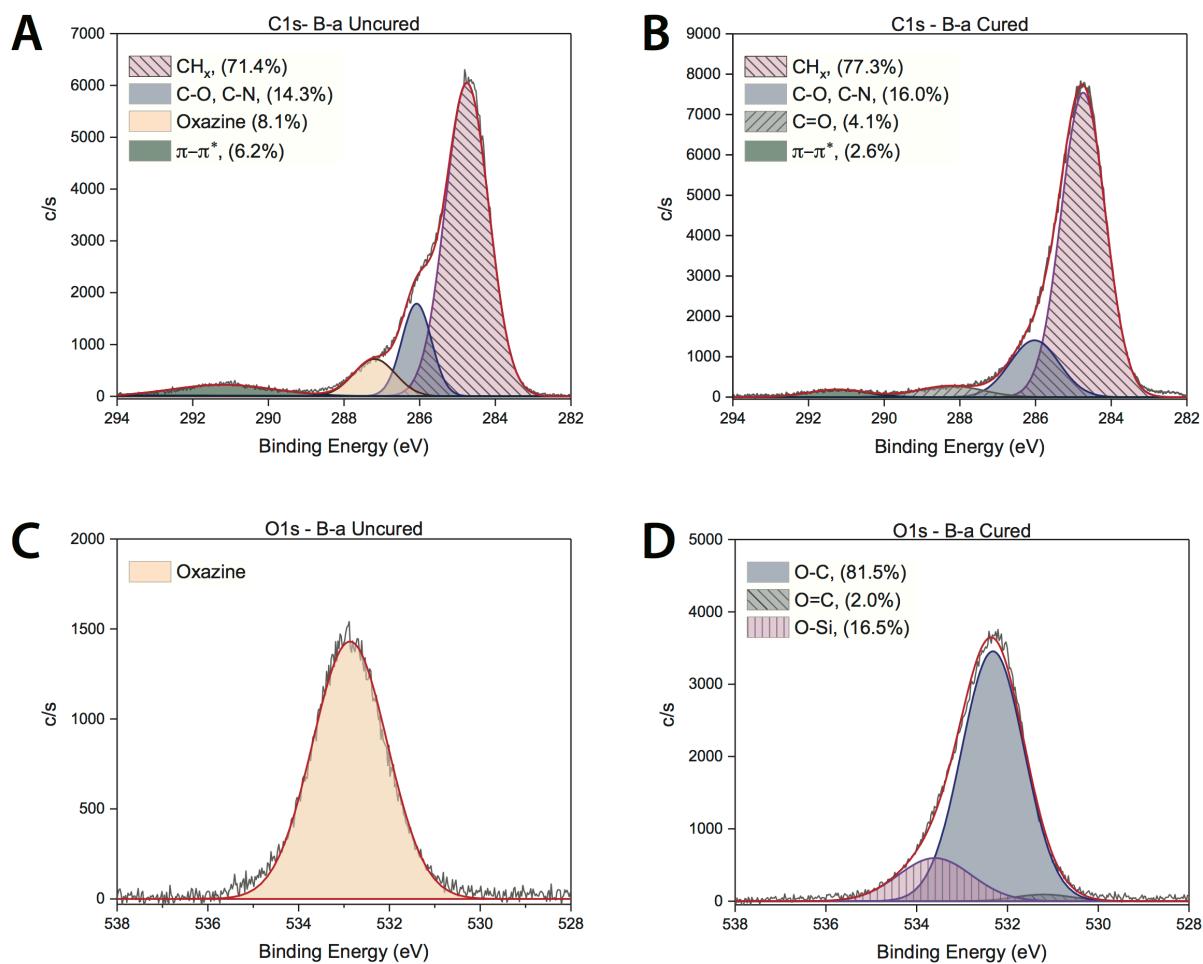 A
C1s- B-a Uncured
7000
6000
5000
4000
3000
2000
1000
0
c/s
CHₓ, (71.4%)
C-O, C-N, (14.3%)
Oxazine (8.1%)
π–π*, (6.2%)
294 292 290 288 286 284 282
Binding Energy (eV)
B
C1s - B-a Cured
9000
8000
7000
6000
5000
4000
3000
2000
1000
0
c/s
CHₓ, (77.3%)
C-O, C-N, (16.0%)
C=O, (4.1%)
π–π*, (2.6%)
294 292 290 288 286 284 282
Binding Energy (eV)
C
O1s - B-a Uncured
2000
1500
1000
500
0
c/s
Oxazine
538 536 534 532 530 528
Binding Energy (eV)
D
O1s - B-a Cured
5000
4000
3000
2000
1000
0
c/s
O-C, (81.5%)
O=C, (2.0%)
O-Si, (16.5%)
538 536 534 532 530 528
Binding Energy (eV)